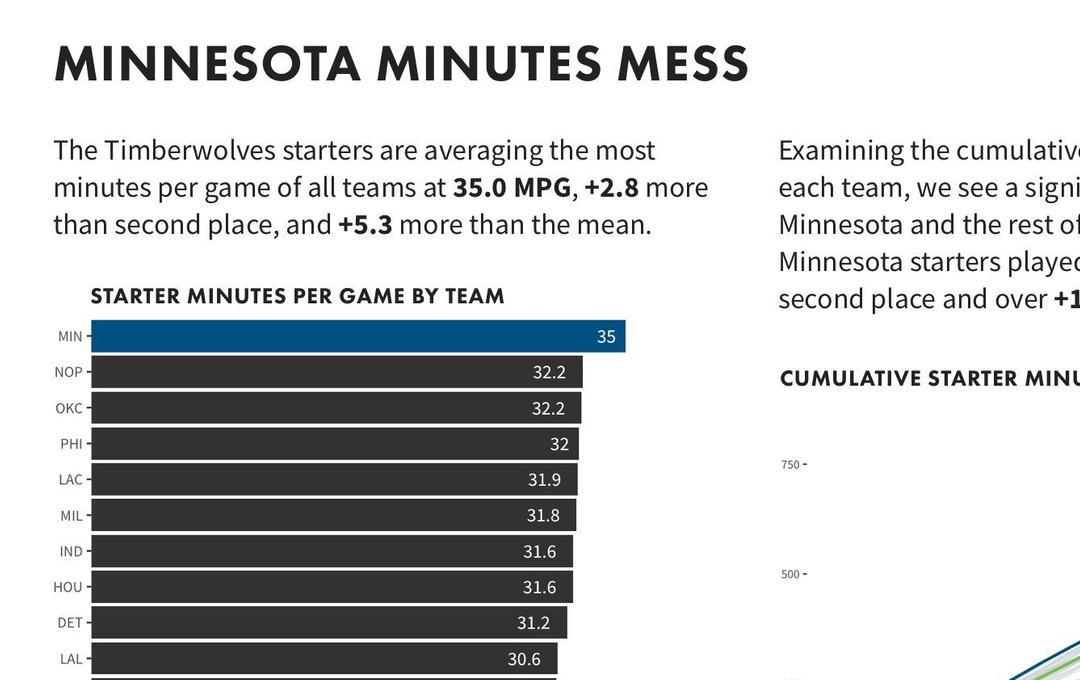 MINNESOTA MINUTES MESS
The Timberwolves starters are averaging the most
minutes per game of all teams at 35.0 MPG, +2.8 more
than second place, and +5.3 more than the mean.
STARTER MINUTES PER GAME BY TEAM
MIN 35
NOP 32.2
OKC 32.2
PHI 32
LAC 31.9
MIL 31.8
IND 31.6
HOU 31.6
DET 31.2
LAL 30.6
Examining the cumulative
each team, we see a signi
Minnesota and the rest of
Minnesota starters played
second place and over +1
CUMULATIVE STARTER MINU
750
500